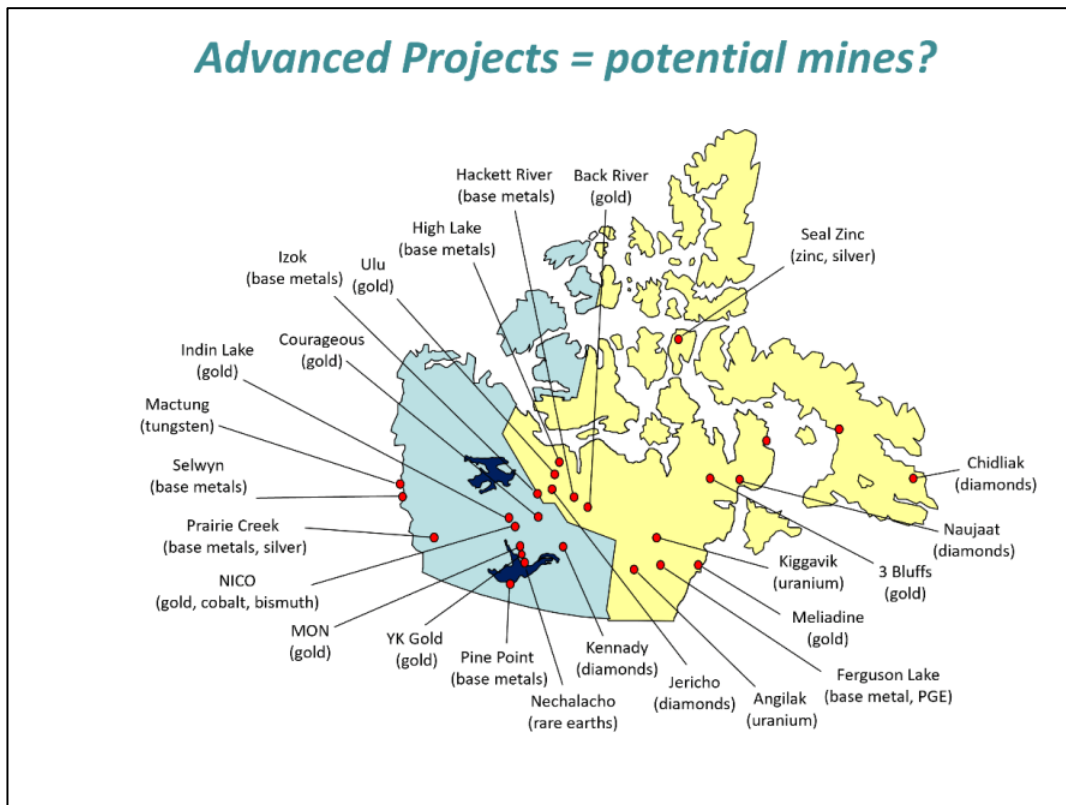 Advanced Projects = potential mines?
Hackett River
(base metals)
Back River
(gold)
High Lake
(base metals)
Seal Zinc
(zinc, silver)
Izok
(base metals)
Ulu
(gold)
Courageous
(gold)
Indin Lake
(gold)
Mactung
(tungsten)
Selwyn
(base metals)
Chidliak
(diamonds)
Prairie Creek
(base metals, silver)
Naujaat
(diamonds)
Kiggavik
(uranium)
3 Bluffs
(gold)
NICO
(gold, cobalt, bismuth)
Meliadine
(gold)
MON
(gold)
YK Gold
(gold)
Pine Point
(base metals)
Kennady
(diamonds)
Nechalacho
(rare earths)
Jericho
(diamonds)
Angilak
(uranium)
Ferguson Lake
(base metal, PGE)